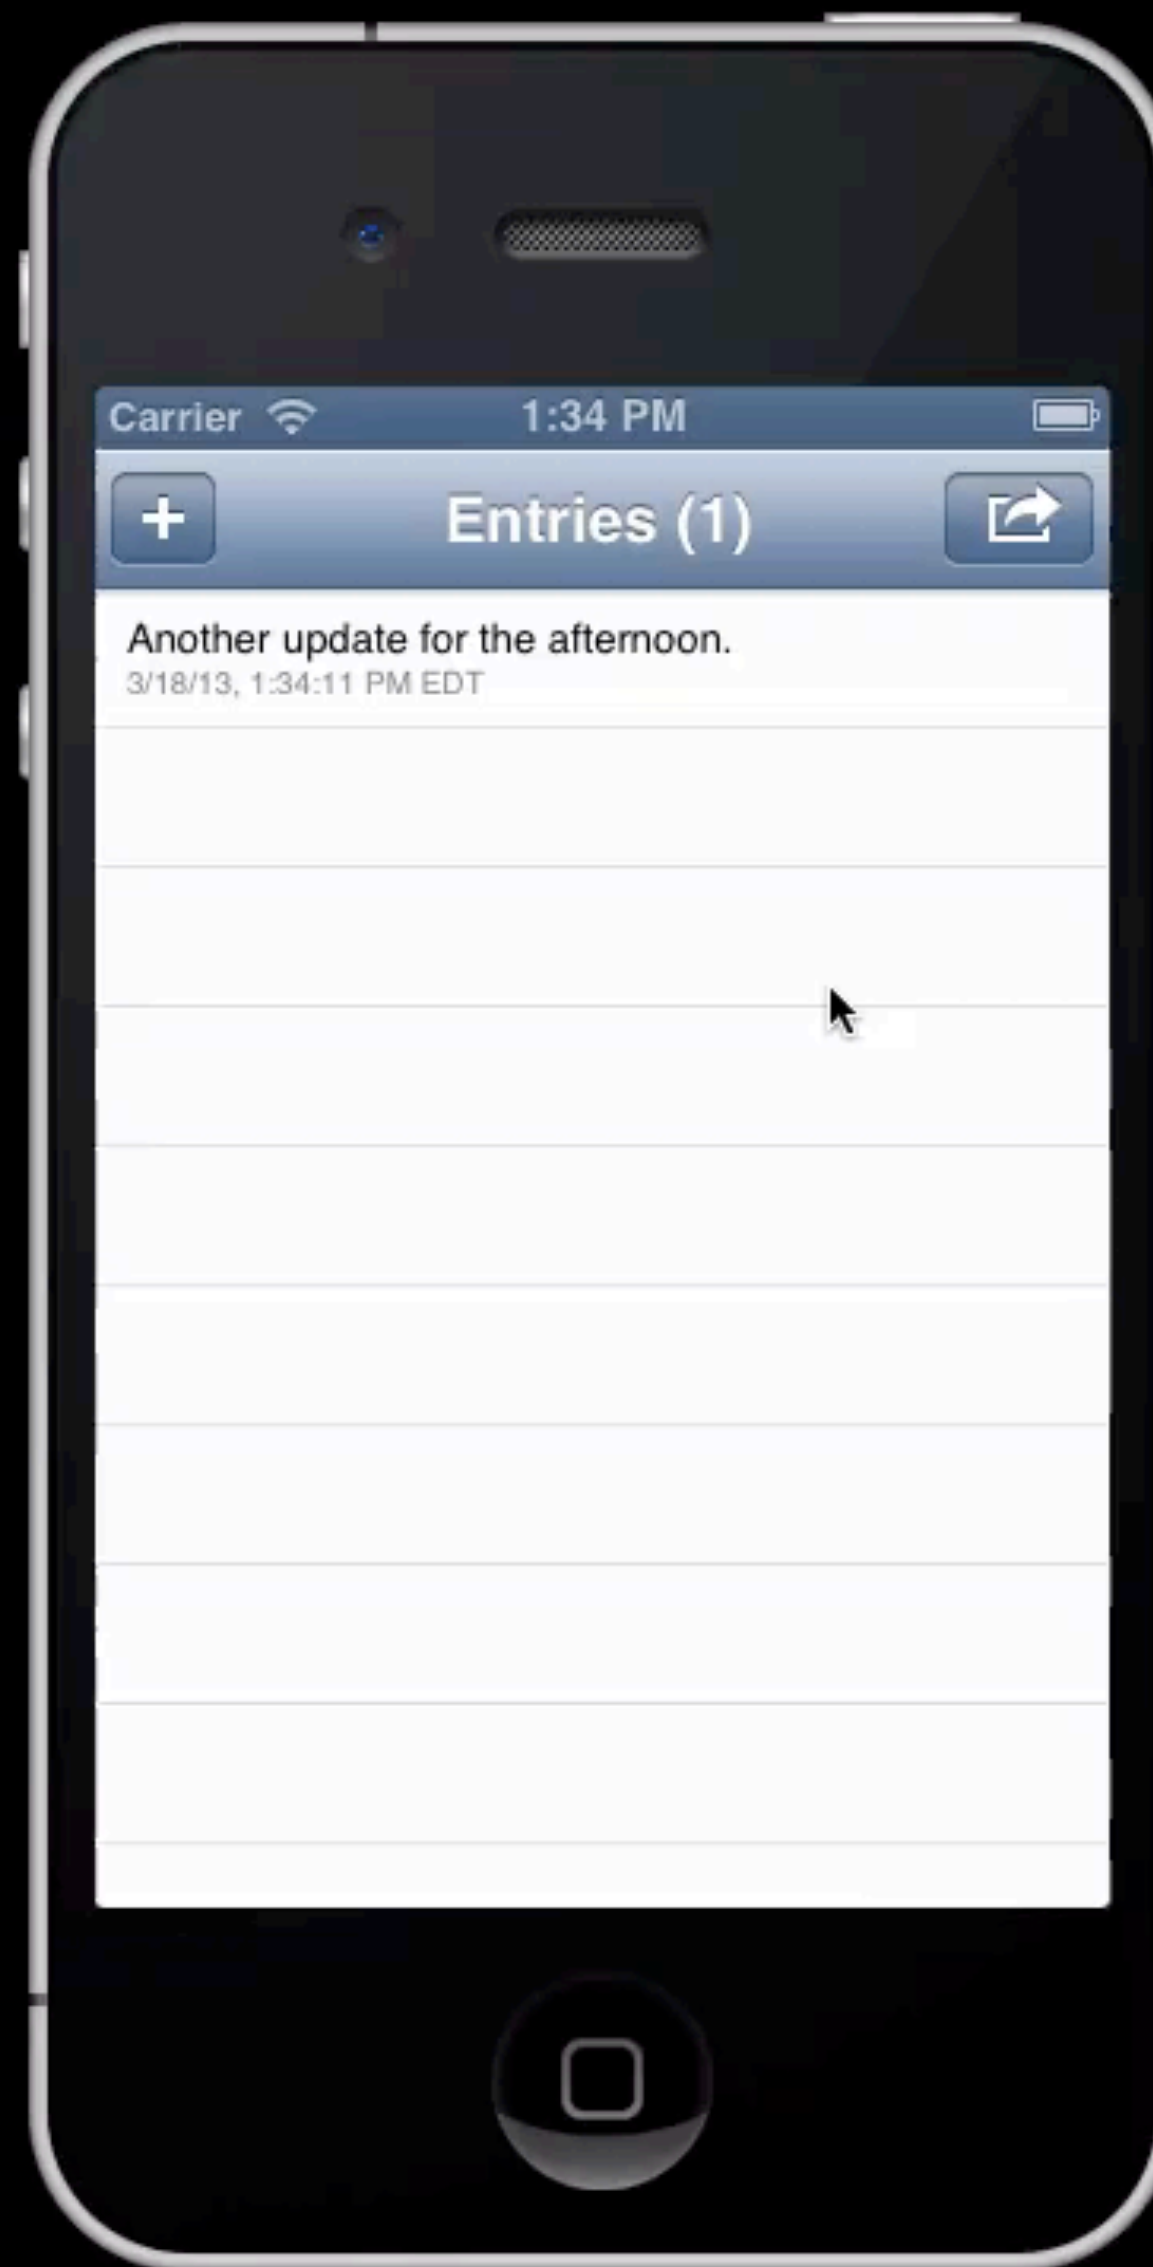 Carrier 1:34 PM
+ Entries (1)
Another update for the afternoon.
3/18/13, 1:34:11 PM EDT